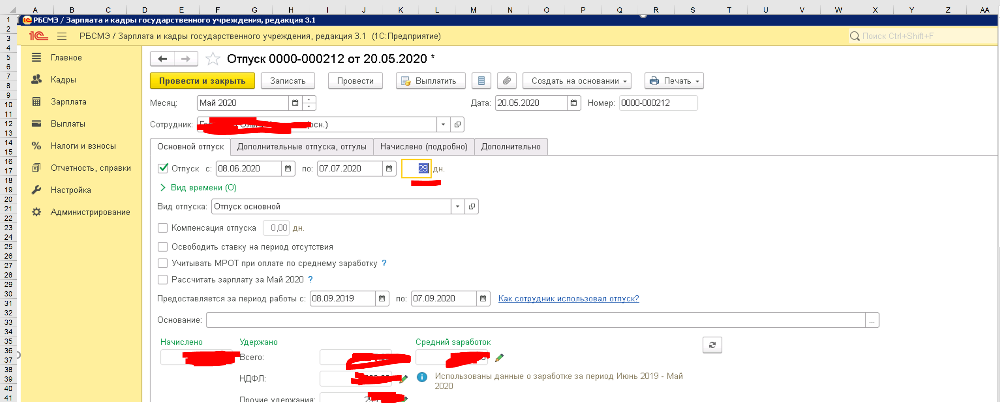 A B C D E F G H I J K L M N O P Q R S T U V W X Y Z AA
1 2 3 4 5 6 7 8 9 10 11 12 13 14 15 16 17 18 19 20 21 22 23 24 25 26 27 28 29 30 31 32 33 34 35 36 37 38 39 40 41
РБСМЭ / Зарплата и кадры государственного учреждения, редакция 3.1
1С РБСМЭ / Зарплата и кадры государственного учреждения, редакция 3.1 (1С:Предприятие) Поиск Ctrl+Shift+F
Главное
Кадры
Зарплата
Выплаты
Налоги и взносы
Отчетность, справки
Настройка
Администрирование
Отпуск 0000-000212 от 20.05.2020 *
Провести и закрыть Записать Провести Выплатить Создать на основании Печать
Месяц: Май 2020 Дата: 20.05.2020 Номер: 0000-000212
Сотрудник: (осн.)
Основной отпуск Дополнительные отпуска, отгулы Начислено (подробно) Дополнительно
Отпуск с: 08.06.2020 по: 07.07.2020 29 дн.
Вид времени (О)
Вид отпуска: Отпуск основной
Компенсация отпуска 0,00 дн.
Освободить ставку на период отсутствия
Учитывать МРОТ при оплате по среднему заработку ?
Рассчитать зарплату за Май 2020 ?
Предоставляется за период работы с: 08.09.2019 по: 07.09.2020 Как сотрудник использовал отпуск?
Основание: ...
Начислено Удержано Средний заработок
Всего:
НДФЛ: Использованы данные о заработке за период Июнь 2019 - Май
2020
Прочие удержания: